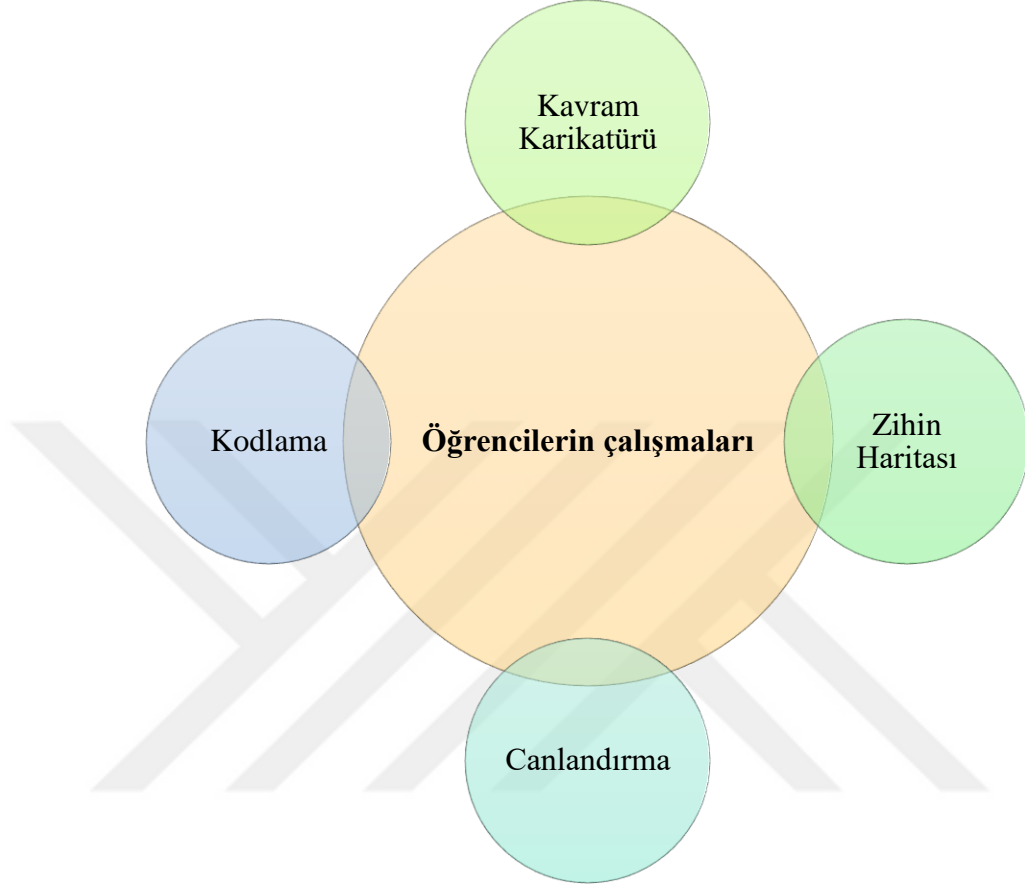 Kavram
Karikatürü
Kodlama
Öğrencilerin çalışmaları
Zihin
Haritası
Canlandırma